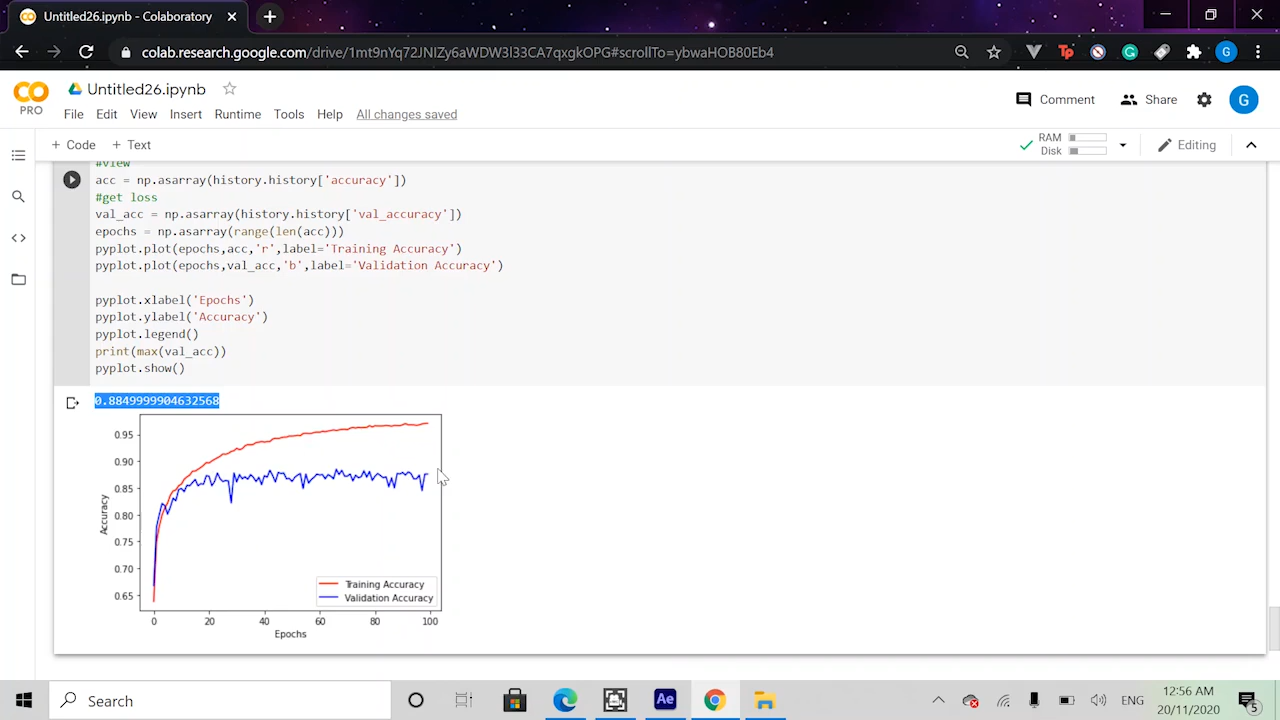 Untitled26.ipynb - Colaboratory
colab.research.google.com/drive/1mt9nYq72JNIZy6aWDW3l33CA7qxgkOPG#scrollTo=ybwaHOB80Eb4
Untitled26.ipynb
PRO
File Edit View Insert Runtime Tools Help All changes saved
Comment Share G
+ Code + Text
RAM
Disk
Editing
#view
acc = np.asarray(history.history['accuracy'])
#get loss
val_acc = np.asarray(history.history['val_accuracy'])
epochs = np.asarray(range(len(acc)))
pyplot.plot(epochs,acc,'r',label='Training Accuracy')
pyplot.plot(epochs,val_acc,'b',label='Validation Accuracy')
pyplot.xlabel('Epochs')
pyplot.ylabel('Accuracy')
pyplot.legend()
print(max(val_acc))
pyplot.show()
0.8849999904632568
0.95
0.90
0.85
0.80
0.75
0.70
0.65
Accuracy
Training Accuracy
Validation Accuracy
0 20 40 60 80 100
Epochs
Search
Ae
ENG
12:56 AM
20/11/2020
5